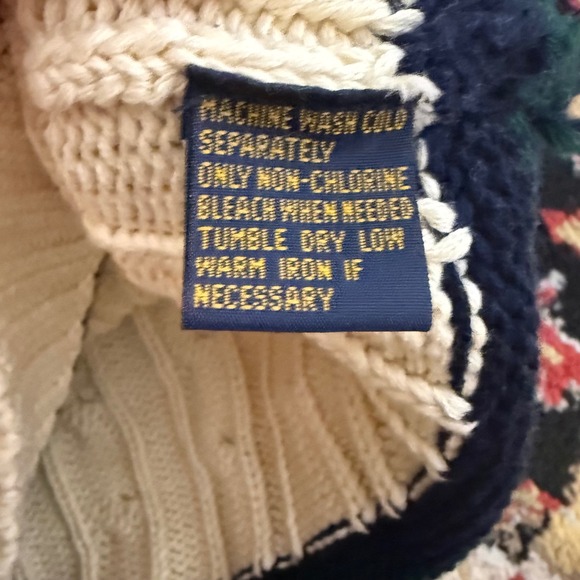 MACHINE WASH COLD
SEPARATELY
ONLY NON-CHLORINE
BLEACH WHEN NEEDED
TUMBLE DRY LOW
WARM IRON IF
NECESSARY